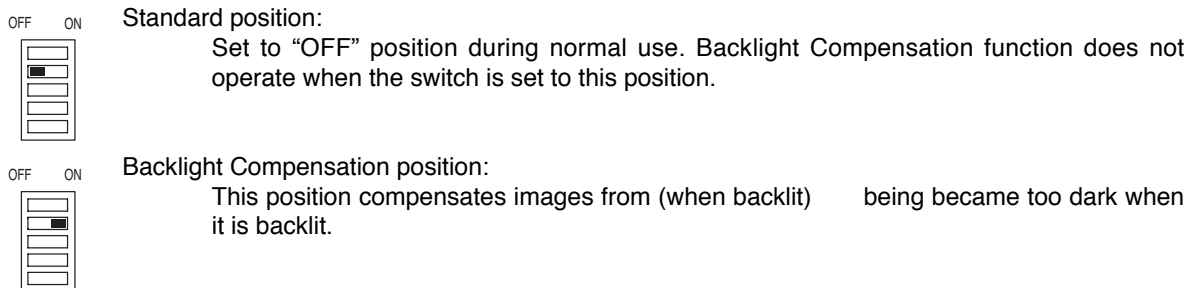 OFF ON
Standard position:
Set to “OFF” position during normal use. Backlight Compensation function does not
operate when the switch is set to this position.
OFF ON
Backlight Compensation position:
This position compensates images from (when backlit) being became too dark when
it is backlit.